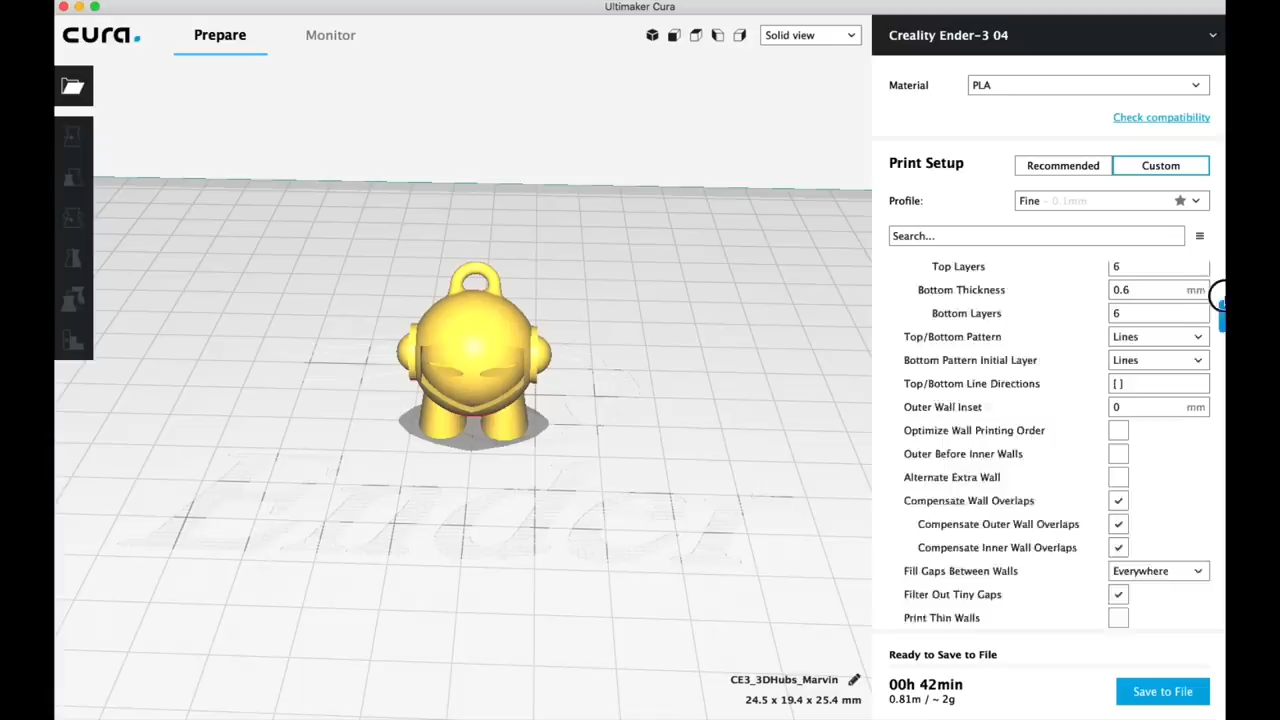 Ultimaker Cura
cura.
Prepare
Monitor
Solid view
Creality Ender-3 04
Material
PLA
Check compatibility
Print Setup
Recommended
Custom
Profile:
Fine - 0.1mm
Search...
Top Layers
6
Bottom Thickness
0.6 mm
Bottom Layers
6
Top/Bottom Pattern
Lines
Bottom Pattern Initial Layer
Lines
Top/Bottom Line Directions
[ ]
Outer Wall Inset
0 mm
Optimize Wall Printing Order
Outer Before Inner Walls
Alternate Extra Wall
Compensate Wall Overlaps
Compensate Outer Wall Overlaps
Compensate Inner Wall Overlaps
Fill Gaps Between Walls
Everywhere
Filter Out Tiny Gaps
Print Thin Walls
Ender
CE3_3DHubs_Marvin
24.5 x 19.4 x 25.4 mm
Ready to Save to File
00h 42min
0.81m / ~ 2g
Save to File